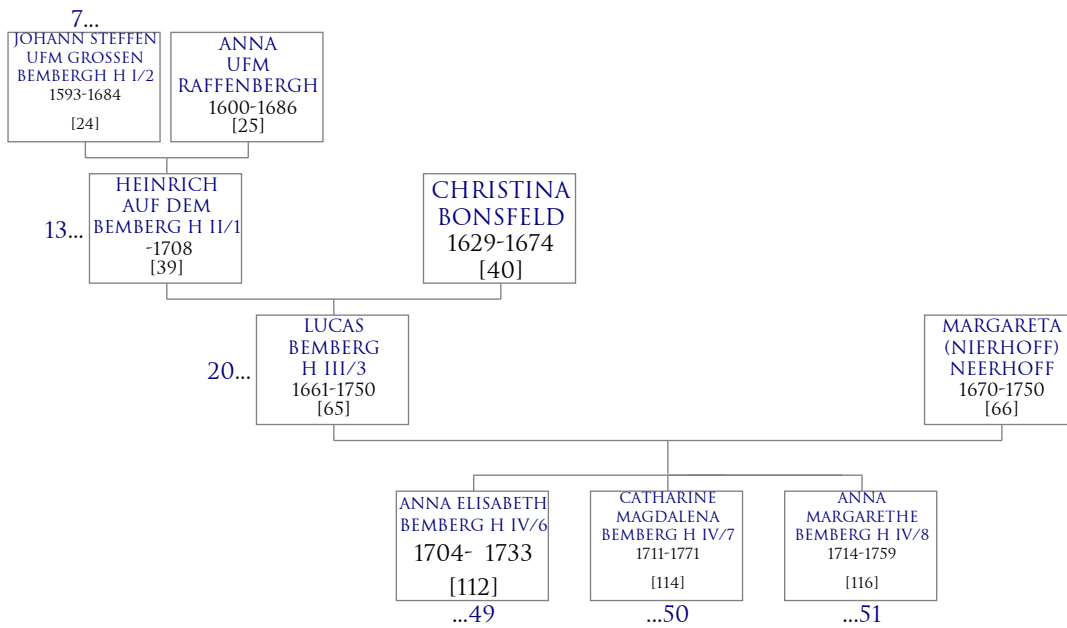 7...
JOHANN STEFFEN
UFM GROSSEN
BEMBERGH H I/2
1593-1684
[24]
ANNA
UFM
RAFFENBERGH
1600-1686
[25]
13...
HEINRICH
AUF DEM
BEMBERG H II/1
-1708
[39]
CHRISTINA
BONSFELD
1629-1674
[40]
20...
LUCAS
BEMBERG
H III/3
1661-1750
[65]
MARGARETA
(NIERHOFF)
NEERHOFF
1670-1750
[66]
ANNA ELISABETH
BEMBERG H IV/6
1704- 1733
[112]
...49
CATHARINE
MAGDALENA
BEMBERG H IV/7
1711-1771
[114]
...50
ANNA
MARGARETHE
BEMBERG H IV/8
1714-1759
[116]
...51